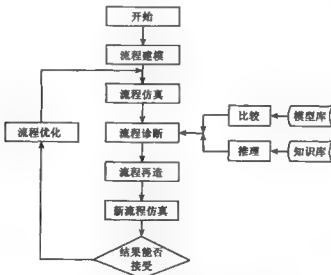 开始
流程建模
流程仿真
流程优化
流程诊断
比较
模型库
推理
知识库
流程再造
新流程仿真
结果能否
接受